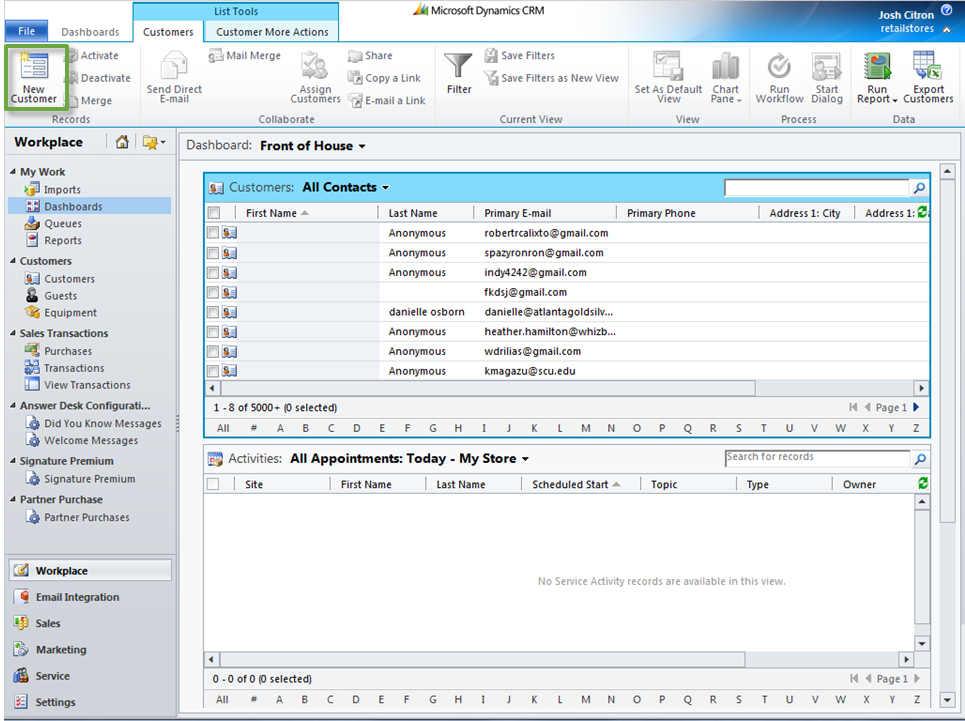 List Tools
Microsoft Dynamics CRM
Josh Citron
retailstores
File
Dashboards
Customers
Customer More Actions
New Customer
Activate
Deactivate
Merge
Records
Send Direct E-mail
Mail Merge
Assign Customers
Share
Copy a Link
E-mail a Link
Collaborate
Filter
Save Filters
Save Filters as New View
Current View
Set As Default View
Chart Pane
View
Run Workflow
Start Dialog
Process
Run Report
Export Customers
Data
Workplace
My Work
Imports
Dashboards
Queues
Reports
Customers
Customers
Guests
Equipment
Sales Transactions
Purchases
Transactions
View Transactions
Answer Desk Configurati...
Did You Know Messages
Welcome Messages
Signature Premium
Signature Premium
Partner Purchase
Partner Purchases
Workplace
Email Integration
Sales
Marketing
Service
Settings
Dashboard: Front of House
Customers: All Contacts
First Name Last Name Primary E-mail Primary Phone Address 1: City Address 1:
Anonymous robertrcalixto@gmail.com
Anonymous spazyronron@gmail.com
Anonymous indy4242@gmail.com
fkdsj@gmail.com
danielle osborn danielle@atlantagoldsilv...
Anonymous heather.hamilton@whizb...
Anonymous wdrilias@gmail.com
Anonymous kmagazu@scu.edu
1 - 8 of 5000+ (0 selected) Page 1
All # A B C D E F G H I J K L M N O P Q R S T U V W X Y Z
Activities: All Appointments: Today - My Store Search for records
Site First Name Last Name Scheduled Start Topic Type Owner
No Service Activity records are available in this view.
0 - 0 of 0 (0 selected) Page 1
All # A B C D E F G H I J K L M N O P Q R S T U V W X Y Z